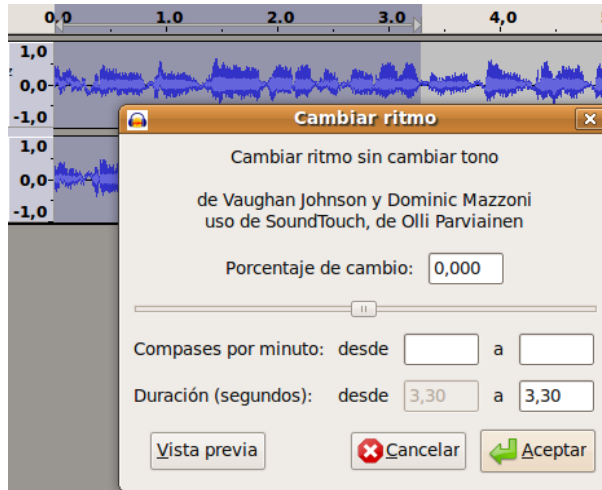 0,0 1.0 2.0 3.0 4,0
1,0
0,0-
-1,0
1,0
0,0-
-1,0
Cambiar ritmo
Cambiar ritmo sin cambiar tono
de Vaughan Johnson y Dominic Mazzoni
uso de SoundTouch, de Olli Parviainen
Porcentaje de cambio: 0,000
Compases por minuto: desde a
Duración (segundos): desde 3,30 a 3,30
Vista previa Cancelar Aceptar